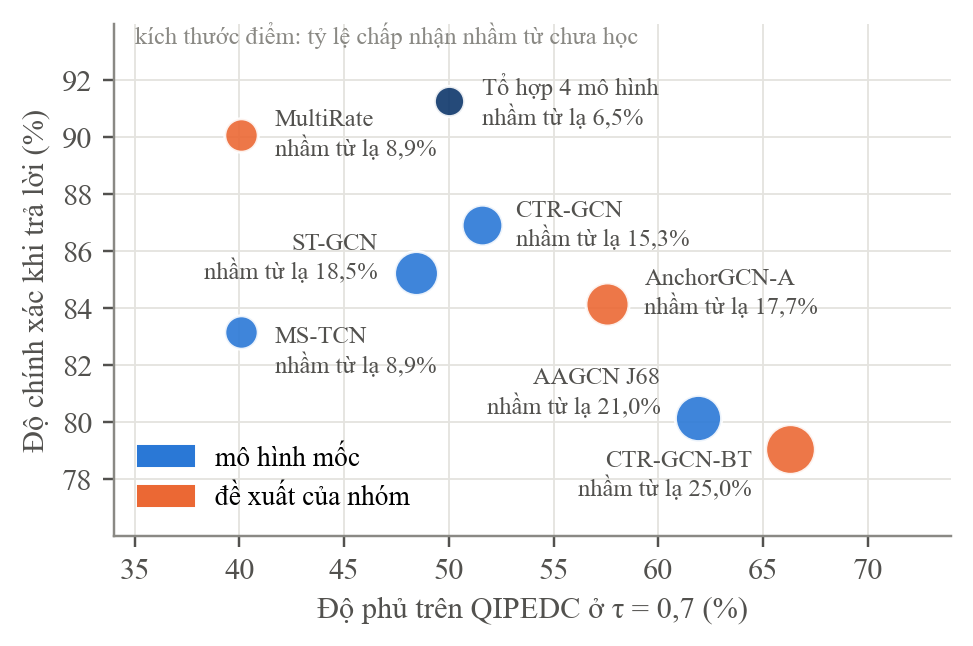 kích thước điểm: tỷ lệ chấp nhận nhầm từ chưa học
Độ chính xác khi trả lời (%)
92
90
88
86
84
82
80
78
Tổ hợp 4 mô hình
nhầm từ lạ 6,5%
MultiRate
nhầm từ lạ 8,9%
CTR-GCN
nhầm từ lạ 15,3%
ST-GCN
nhầm từ lạ 18,5%
AnchorGCN-A
nhầm từ lạ 17,7%
MS-TCN
nhầm từ lạ 8,9%
AAGCN J68
nhầm từ lạ 21,0%
CTR-GCN-BT
nhầm từ lạ 25,0%
mô hình mốc
đề xuất của nhóm
35 40 45 50 55 60 65 70
Độ phủ trên QIPEDC ở τ = 0,7 (%)